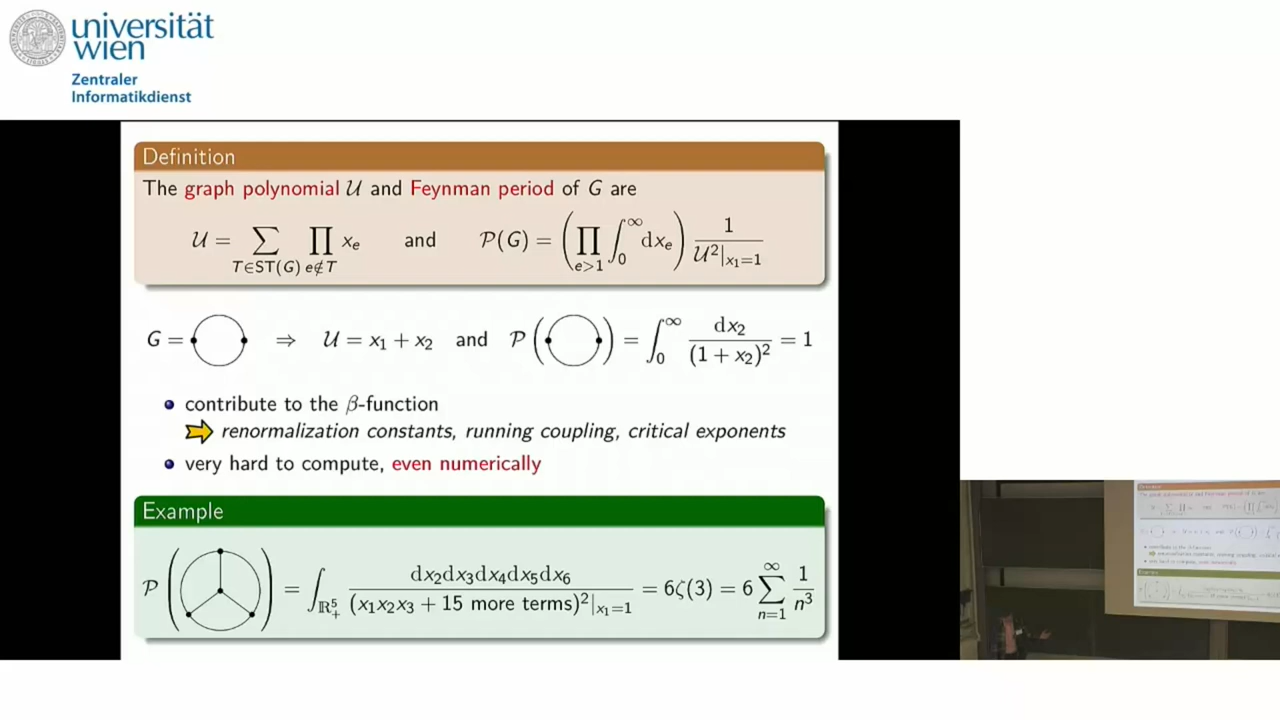 universität
wien
Zentraler
Informatikdienst
Definition
The graph polynomial 𝒰 and Feynman period of G are
𝒰 = ∑_{T∈ST(G)} ∏_{e∉T} x_e and 𝒫(G) = (∏_{e>1} ∫_0^∞ dx_e) 1/𝒰²|_{x_1=1}
G = ⇒ 𝒰 = x_1 + x_2 and 𝒫( ) = ∫_0^∞ dx_2/(1 + x_2)² = 1
contribute to the β-function
renormalization constants, running coupling, critical exponents
very hard to compute, even numerically
Example
𝒫( ) = ∫_{ℝ_+^5} dx_2dx_3dx_4dx_5dx_6/(x_1x_2x_3 + 15 more terms)²|_{x_1=1} = 6ζ(3) = 6 ∑_{n=1}^∞ 1/n³